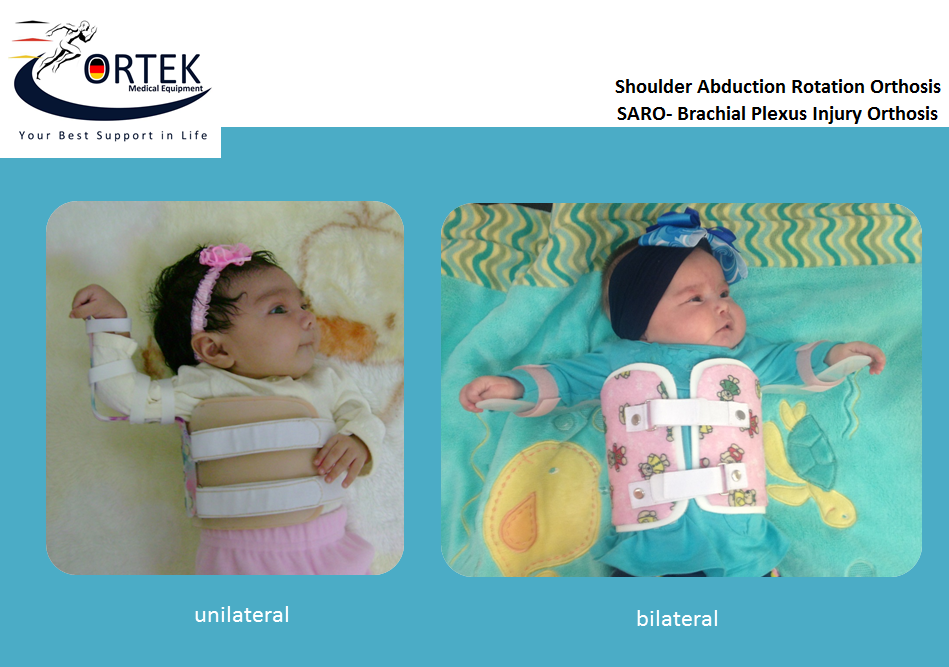 ORTEK
Medical Equipment
Your Best Support in Life
Shoulder Abduction Rotation Orthosis
SARO- Brachial Plexus Injury Orthosis
unilateral
bilateral